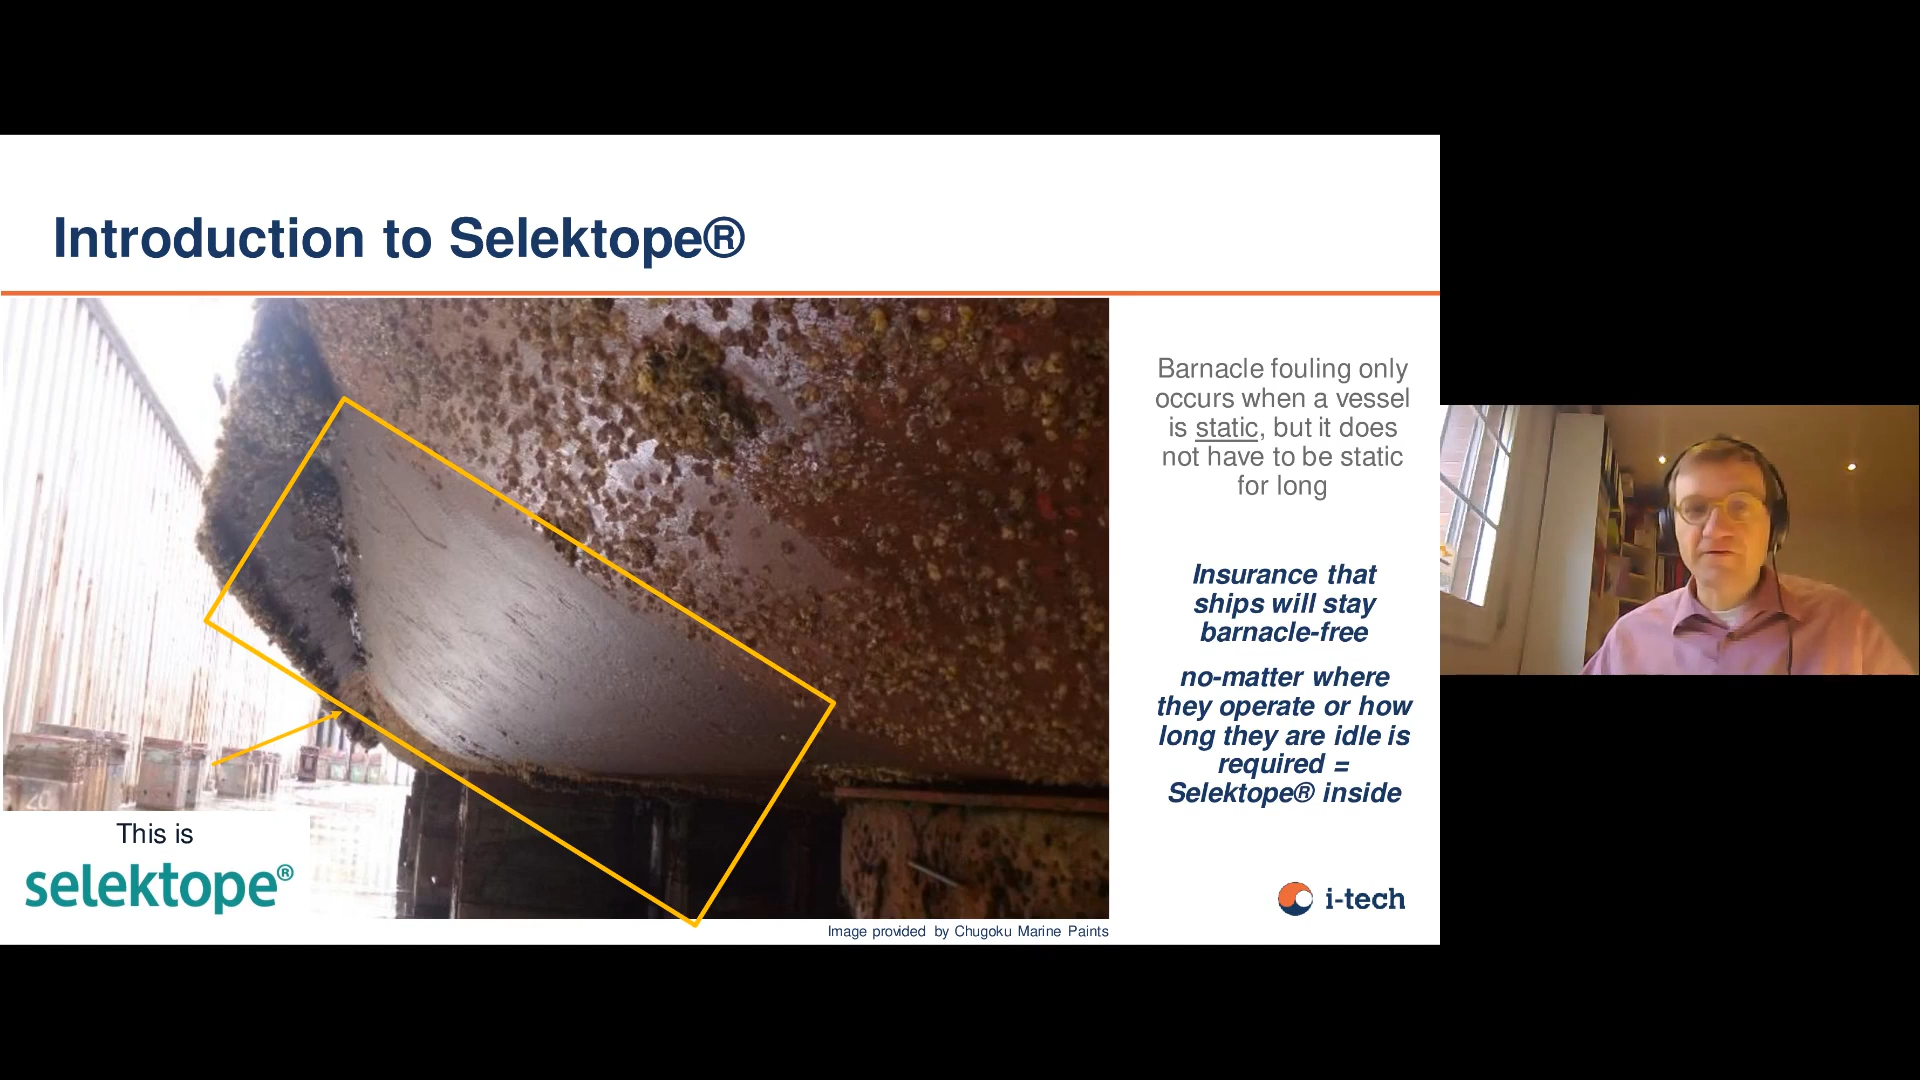 Introduction to Selektope®
Barnacle fouling only
occurs when a vessel
is static, but it does
not have to be static
for long
Insurance that
ships will stay
barnacle-free
no-matter where
they operate or how
long they are idle is
required =
Selektope® inside
This is
selektope®
i-tech
Image provided by Chugoku Marine Paints